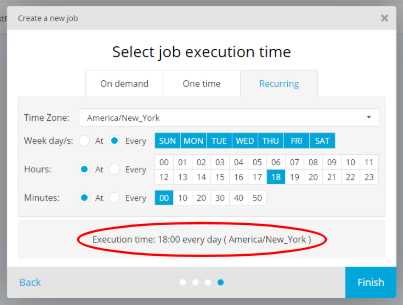 Create a new job
Select job execution time
On demand One time Recurring
Time Zone: America/New_York
Week day/s: At Every SUN MON TUE WED THU FRI SAT
Hours: At Every 00 01 02 03 04 05 06 07 08 09 10 11
12 13 14 15 16 17 18 19 20 21 22 23
Minutes: At Every 00 10 20 30 40 50
Execution time: 18:00 every day ( America/New_York )
Back Finish